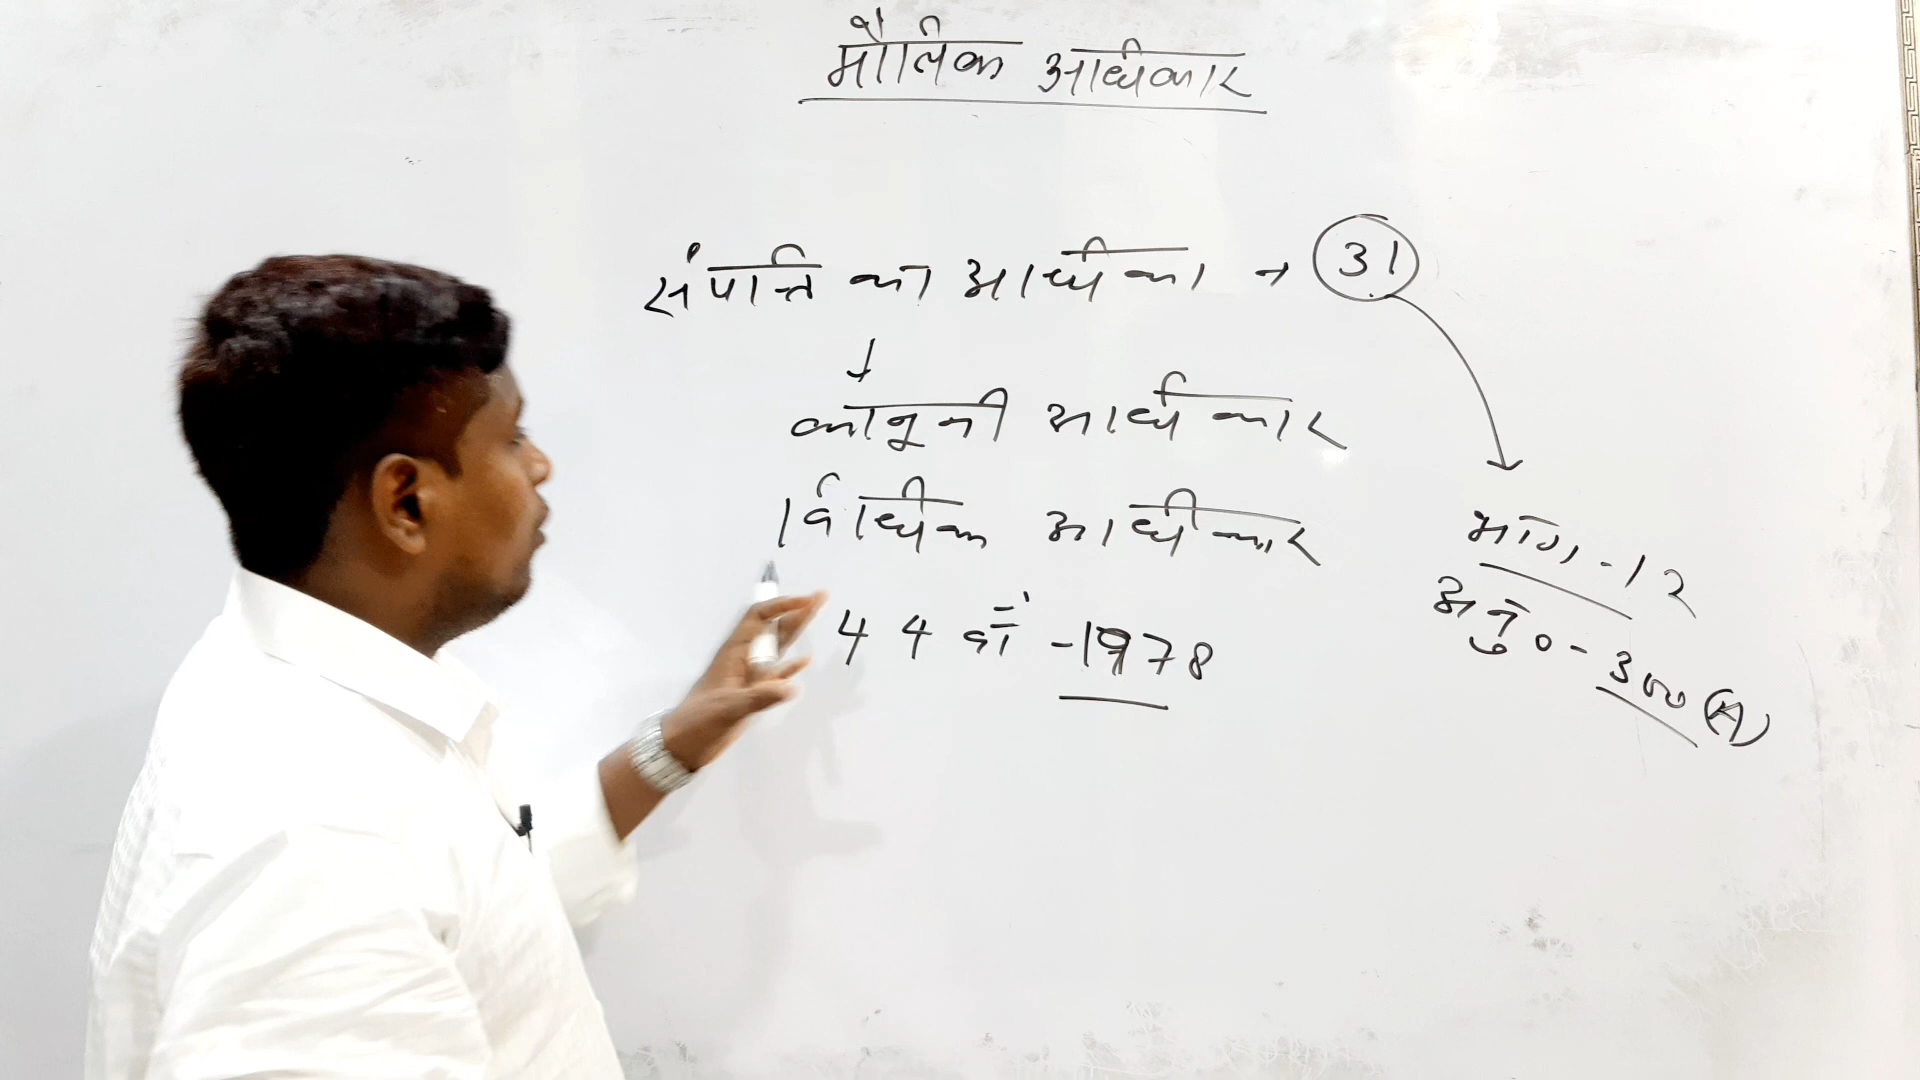 मौलिक अधिकार
संपत्ति का अधिका → 31
↓
कानूनी अधिकार
विधिक अधिकार
44 वाँ - 1978
भाग - 12
अनु० - 300 (A)